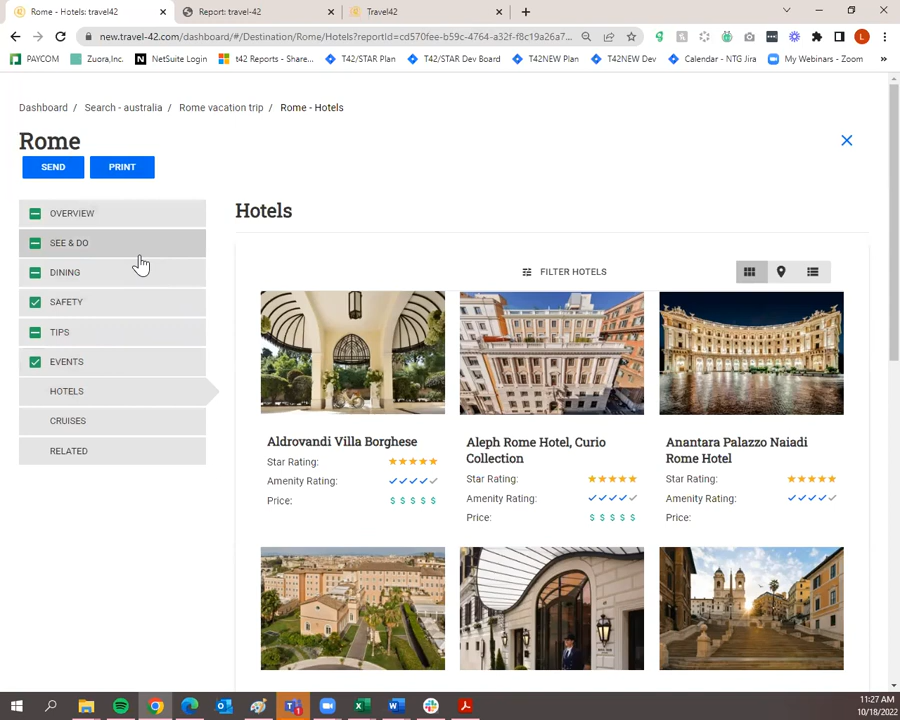 Rome - Hotels: travel42
Report: travel-42
Travel42
new.travel-42.com/dashboard/#/Destination/Rome/Hotels?reportId=cd570fee-b59c-4764-a32f-f8c19a26a7...
PAYCOM
Zuora,Inc.
NetSuite Login
t42 Reports - Share...
T42/STAR Plan
T42/STAR Dev Board
T42NEW Plan
T42NEW Dev
Calendar - NTG Jira
My Webinars - Zoom
Dashboard / Search - australia / Rome vacation trip / Rome - Hotels
Rome
SEND
PRINT
OVERVIEW
SEE & DO
DINING
SAFETY
TIPS
EVENTS
HOTELS
CRUISES
RELATED
Hotels
FILTER HOTELS
Aldrovandi Villa Borghese
Star Rating:
Amenity Rating:
Price: $ $ $ $ $
Aleph Rome Hotel, Curio
Collection
Star Rating:
Amenity Rating:
Price: $ $ $ $ $
Anantara Palazzo Naiadi
Rome Hotel
Star Rating:
Amenity Rating:
Price:
11:27 AM
10/18/2022